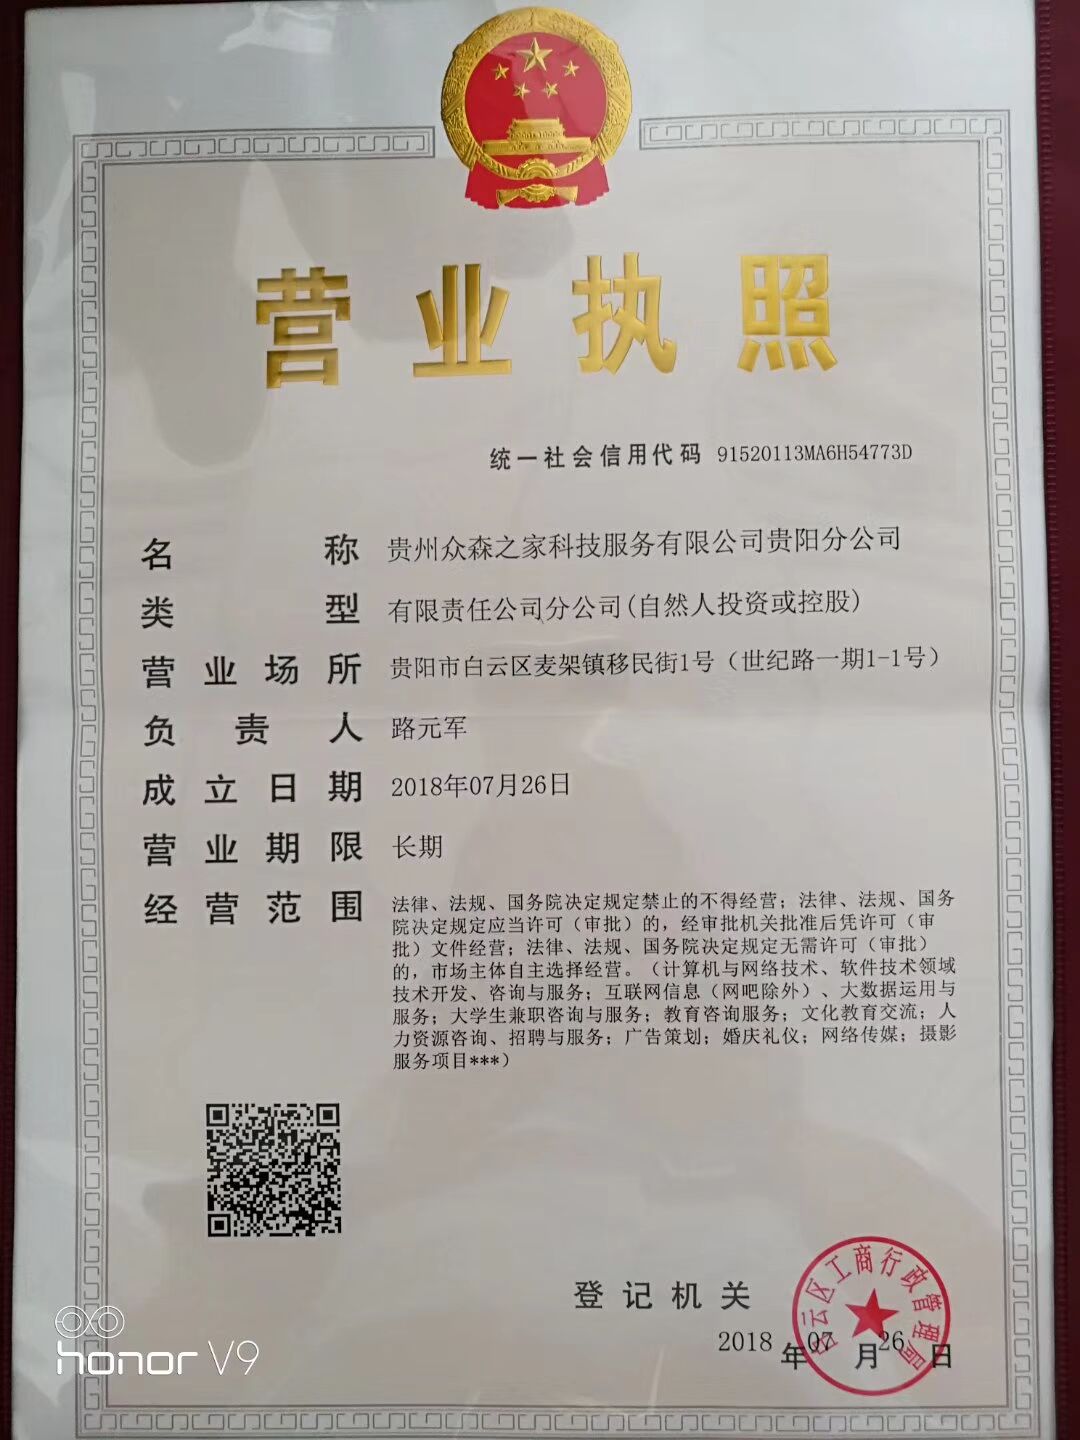 营业执照
统一社会信用代码 91520113MA6H54773D
名称 贵州众森之家科技服务有限公司贵阳分公司
类型 有限责任公司分公司(自然人投资或控股)
营业场所 贵阳市白云区麦架镇移民街1号（世纪路一期1-1号）
负责人 路元军
成立日期 2018年07月26日
营业期限 长期
经营范围 法律、法规、国务院决定规定禁止的不得经营；法律、法规、国务
院决定规定应当许可（审批）的，经审批机关批准后凭许可（审
批）文件经营；法律、法规、国务院决定规定无需许可（审批）
的，市场主体自主选择经营。（计算机与网络技术、软件技术领域
技术开发、咨询与服务；互联网信息（网吧除外）、大数据运用与
服务；大学生兼职咨询与服务；教育咨询服务；文化教育交流；人
力资源咨询、招聘与服务；广告策划；婚庆礼仪；网络传媒；摄影
服务项目***）
登记机关
白云区工商行政管理局
2018年07月26日
honor V9